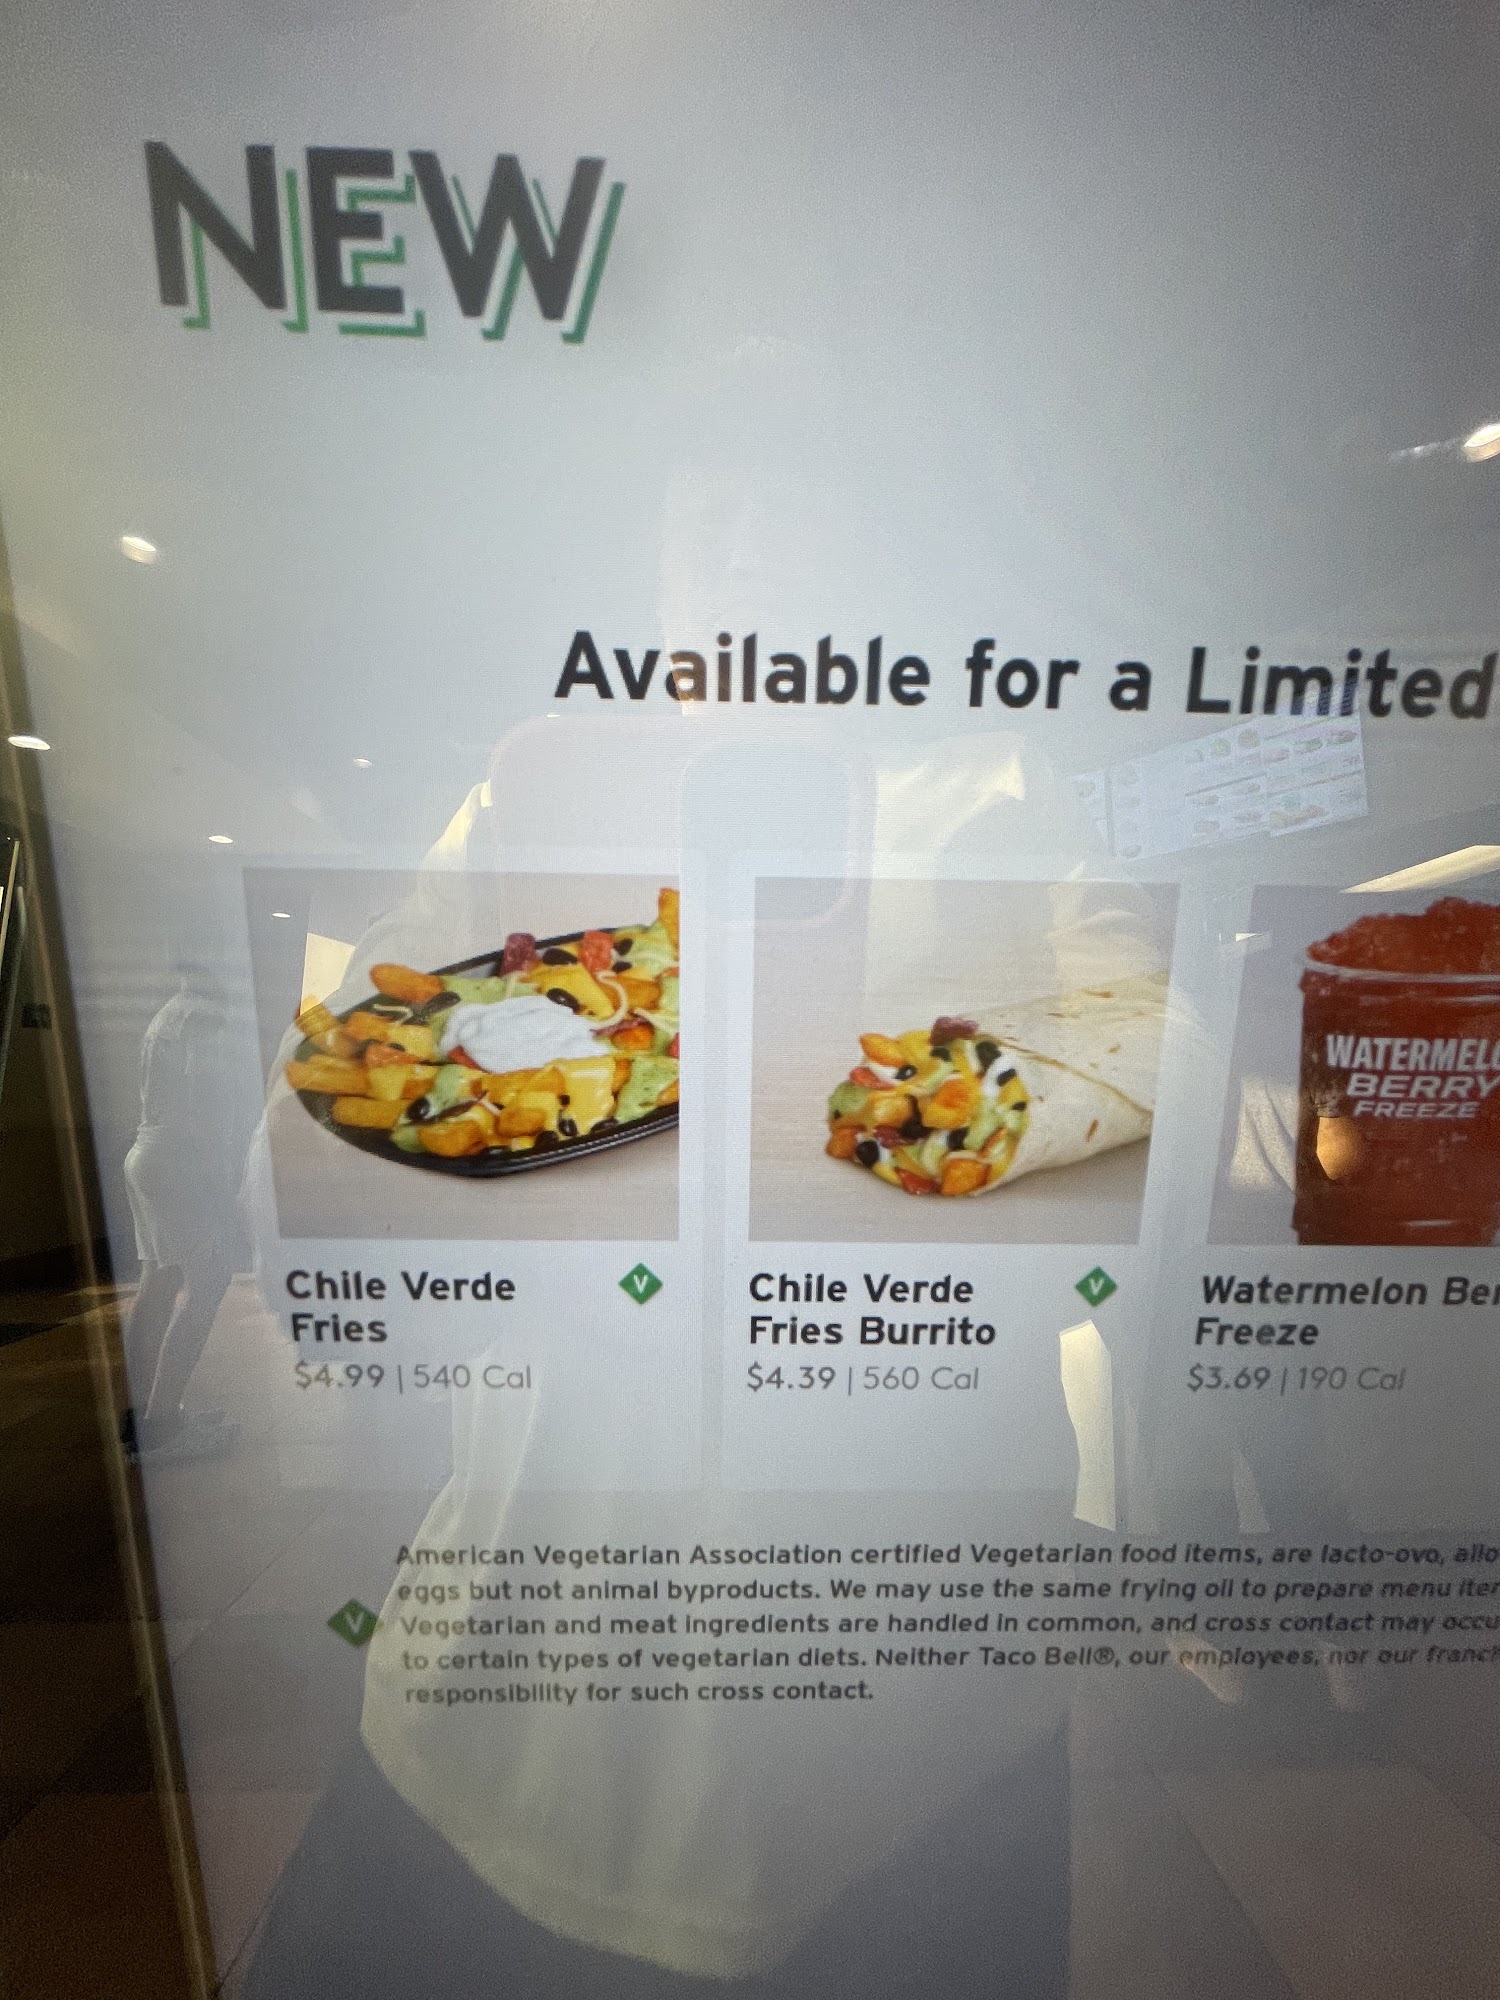 NEW
Available for a Limited
WATERMEL
BERRY
FREEZE
Chile Verde
Fries
$4.99 | 540 Cal
V
Chile Verde
Fries Burrito
$4.39 | 560 Cal
V
Watermelon Ber
Freeze
$3.69 | 190 Cal
V
American Vegetarian Association certified Vegetarian food items, are lacto-ovo, allo
eggs but not animal byproducts. We may use the same frying oil to prepare menu iter
Vegetarian and meat ingredients are handled in common, and cross contact may occu
to certain types of vegetarian diets. Neither Taco Bell®, our employees, nor our franch
responsibility for such cross contact.